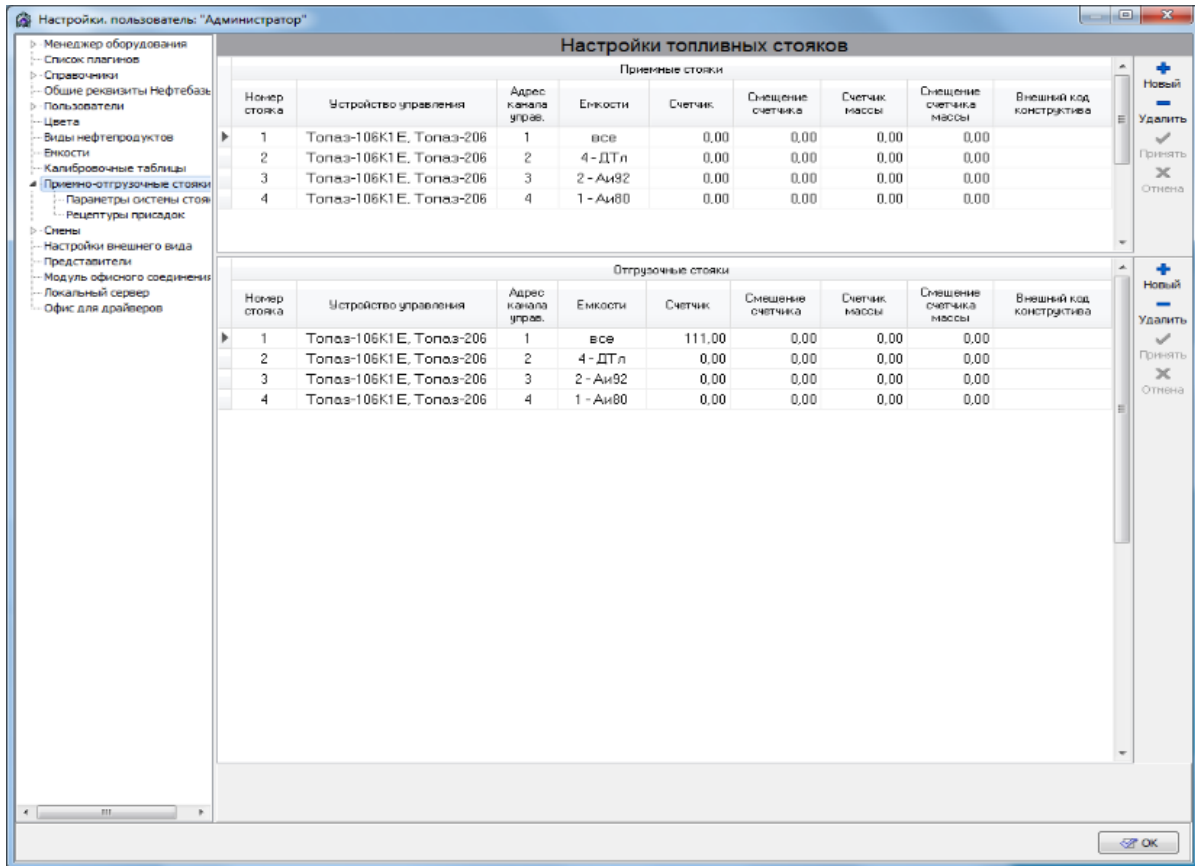 Настройки. пользователь: "Администратор"
Менеджер оборудования
Список плагинов
Справочники
Общие реквизиты Нефтебазь
Пользователи
Цвета
Виды нефтепродуктов
Емкости
Калибровочные таблицы
Приемно-отгрузочные стояки
Параметры системы стоя
Рецептуры присадок
Смены
Настройки внешнего вида
Представители
Модуль офисного соединения
Локальный сервер
Офис для драйверов
Настройки топливных стояков
Приемные стояки
Номер стояка Устройство управления Адрес канала управ. Емкости Счетчик Смещение счетчика Счетчик массы Смещение счетчика массы Внешний код конструктива
1 Топаз-106К1Е, Топаз-206 1 все 0,00 0,00 0,00 0,00
2 Топаз-106К1Е, Топаз-206 2 4 - ДТл 0,00 0,00 0,00 0,00
3 Топаз-106К1Е, Топаз-206 3 2 - Аи92 0,00 0,00 0,00 0,00
4 Топаз-106К1Е, Топаз-206 4 1 - Аи80 0,00 0,00 0,00 0,00
Новый
Удалить
Принять
Отмена
Отгрузочные стояки
Номер стояка Устройство управления Адрес канала управ. Емкости Счетчик Смещение счетчика Счетчик массы Смещение счетчика массы Внешний код конструктива
1 Топаз-106К1Е, Топаз-206 1 все 111,00 0,00 0,00 0,00
2 Топаз-106К1Е, Топаз-206 2 4 - ДТл 0,00 0,00 0,00 0,00
3 Топаз-106К1Е, Топаз-206 3 2 - Аи92 0,00 0,00 0,00 0,00
4 Топаз-106К1Е, Топаз-206 4 1 - Аи80 0,00 0,00 0,00 0,00
Новый
Удалить
Принять
Отмена
OK